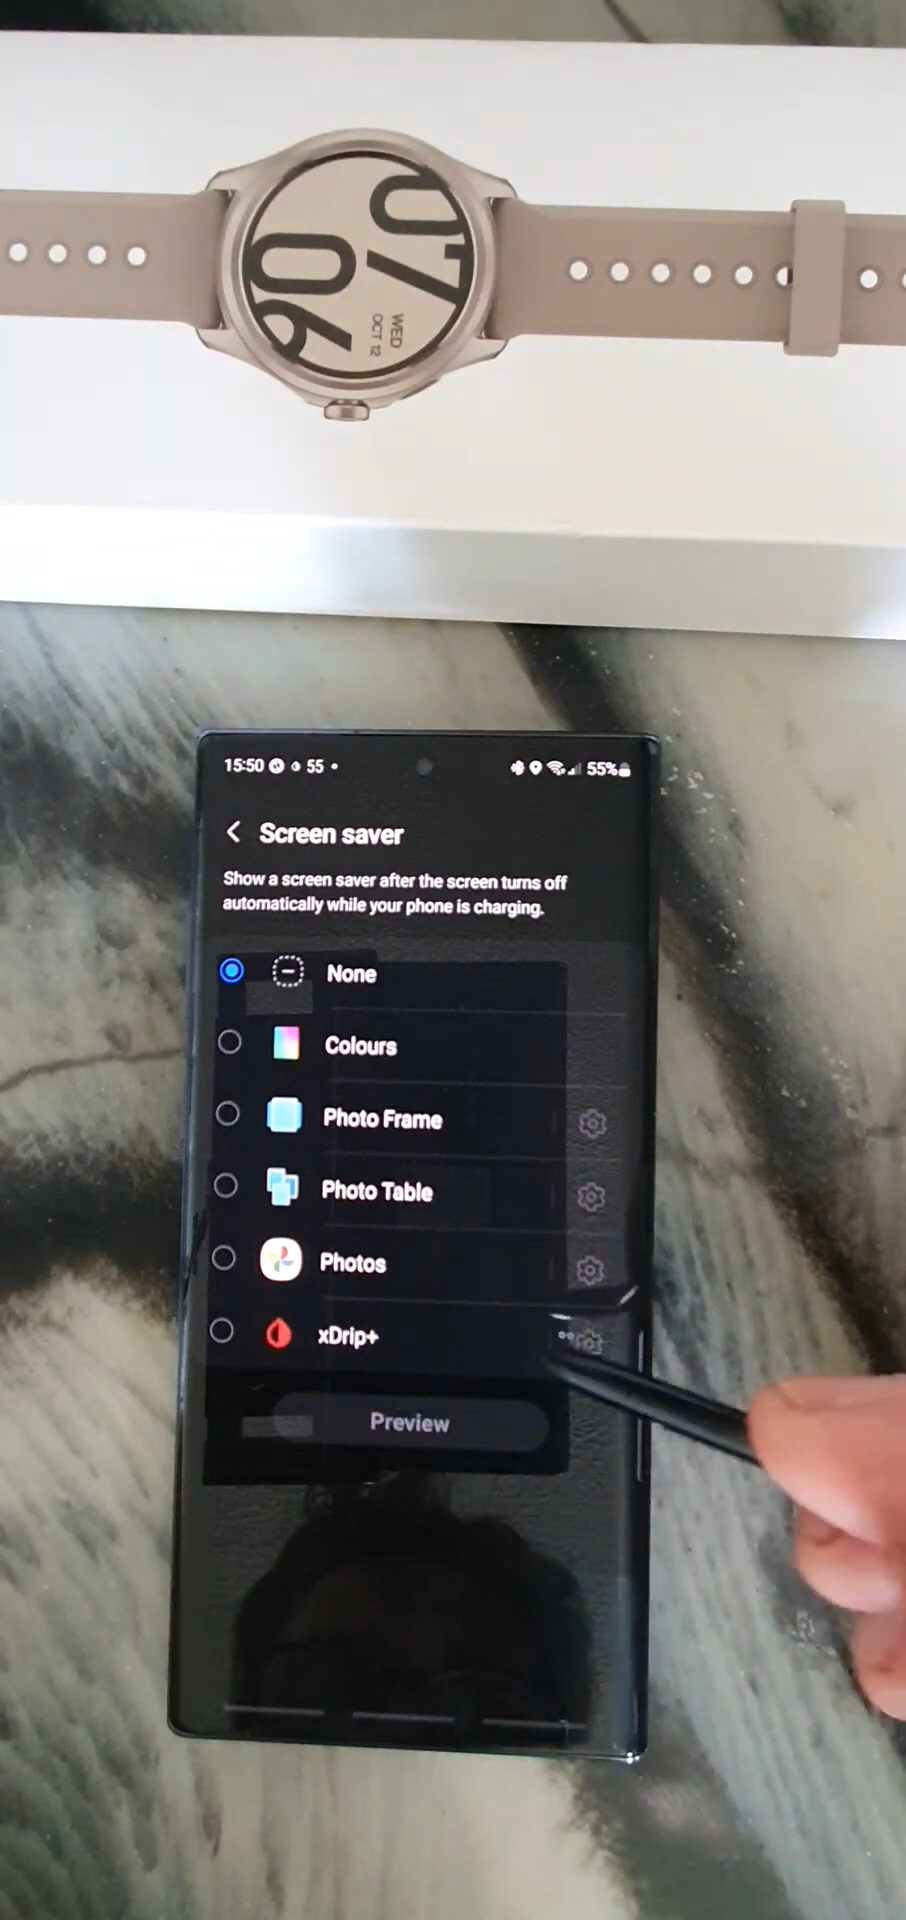 07
06
WED
OCT 12
15:50 55 • 55%
Screen saver
Show a screen saver after the screen turns off
automatically while your phone is charging.
None
Colours
Photo Frame
Photo Table
Photos
xDrip+
Preview